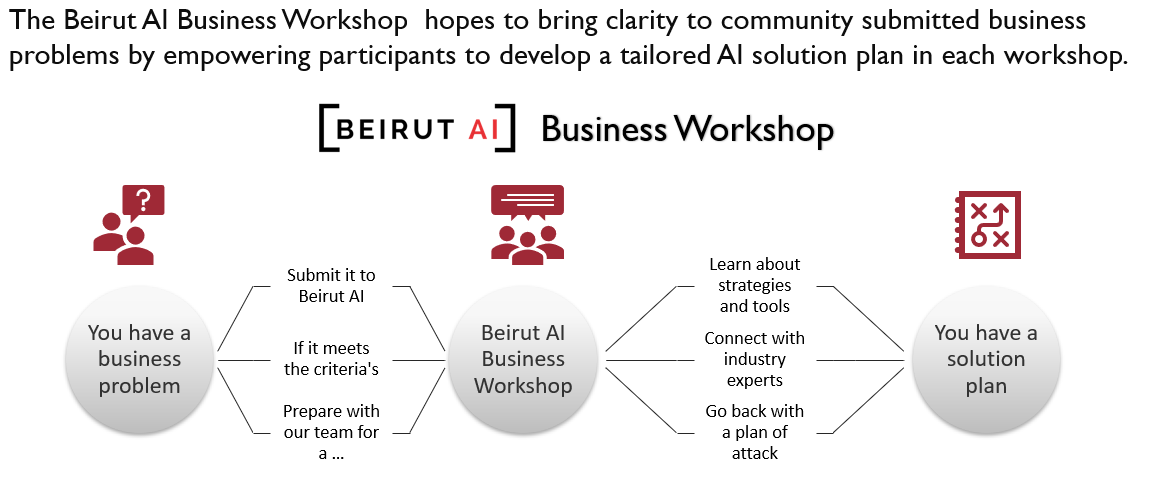 The Beirut AI Business Workshop hopes to bring clarity to community submitted business
problems by empowering participants to develop a tailored AI solution plan in each workshop.
[BEIRUT AI] Business Workshop
?
You have a
business
problem
Submit it to
Beirut AI
If it meets
the criteria's
Prepare with
our team for
a ...
Beirut AI
Business
Workshop
Learn about
strategies
and tools
Connect with
industry
experts
Go back with
a plan of
attack
You have a
solution
plan